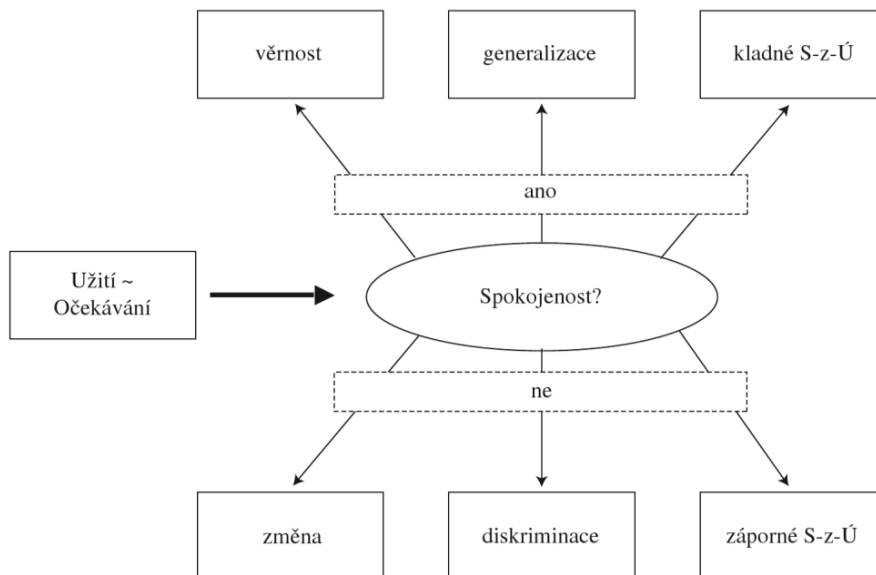 věrnost
generalizace
kladné S-z-Ú
ano
Užití ~
Očekávání
Spokojenost?
ne
změna
diskriminace
záporné S-z-Ú